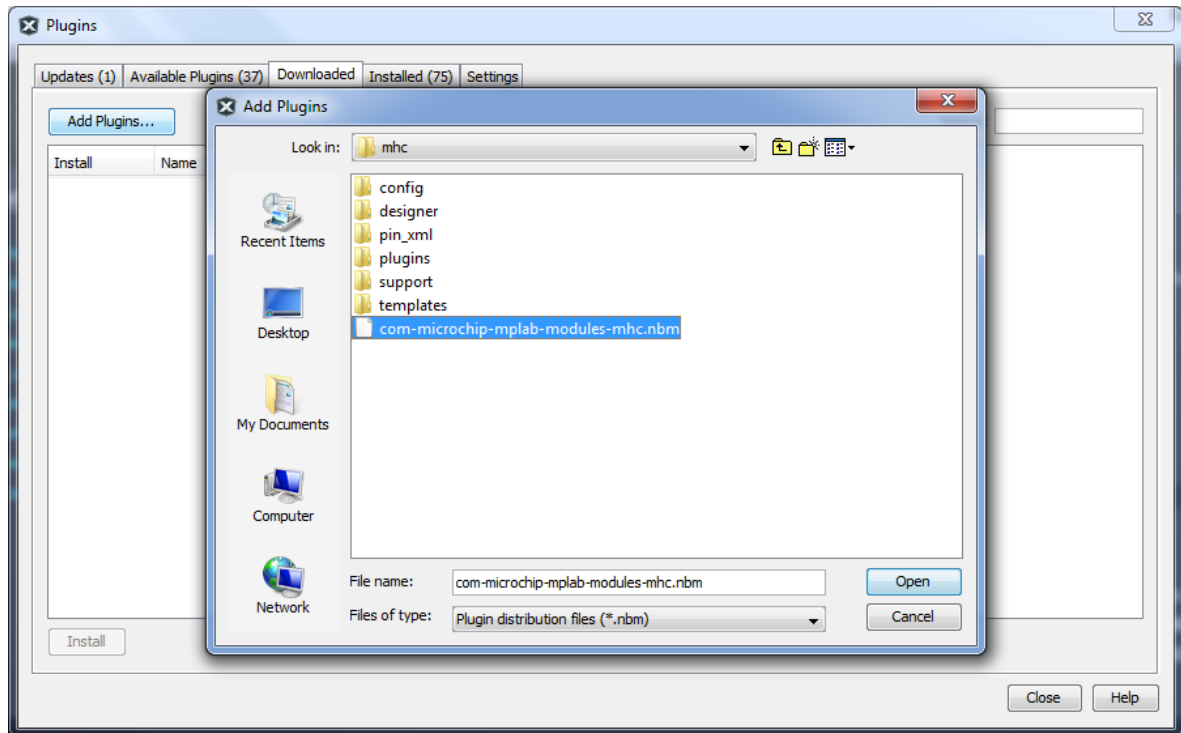 Plugins
Updates (1) Available Plugins (37) Downloaded Installed (75) Settings
Add Plugins...
Install Name
Add Plugins
Look in: mhc
Recent Items
Desktop
My Documents
Computer
Network
config
designer
pin_xml
plugins
support
templates
com-microchip-mplab-modules-mhc.nbm
File name: com-microchip-mplab-modules-mhc.nbm Open
Files of type: Plugin distribution files (*.nbm) Cancel
Install
Close Help